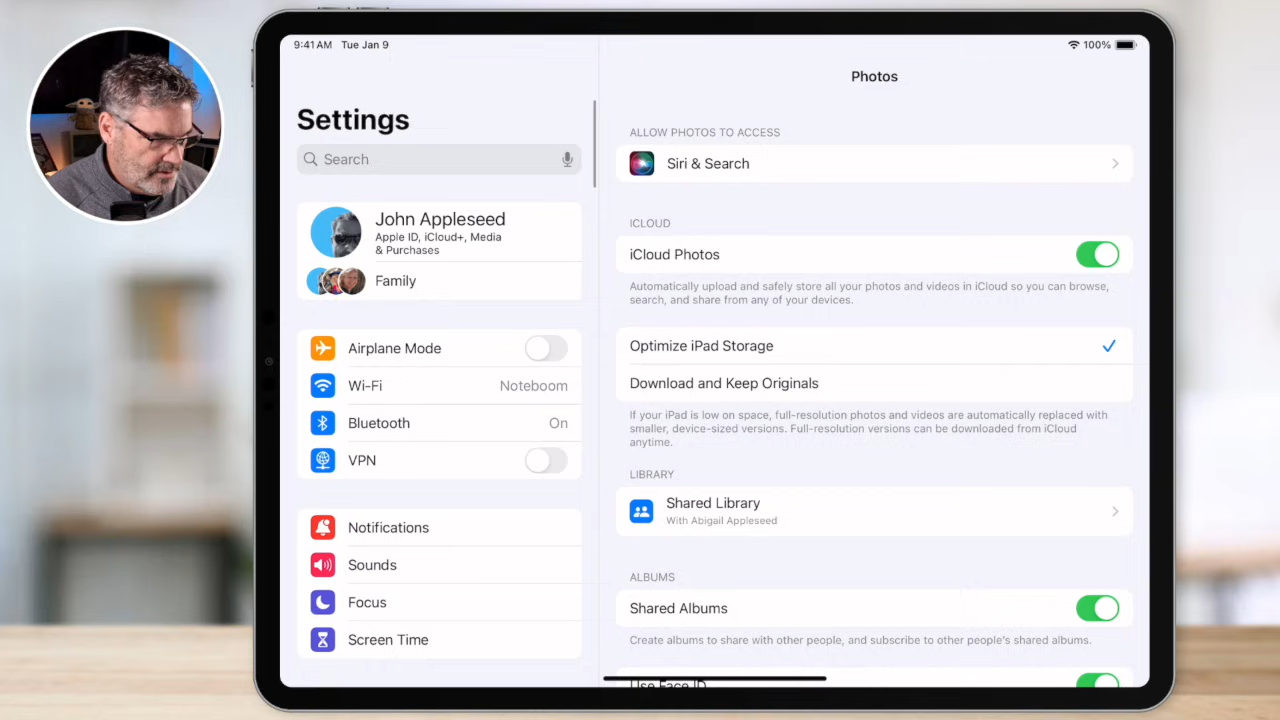 9:41 AM Tue Jan 9
100%
Settings
Search
John Appleseed
Apple ID, iCloud+, Media
& Purchases
Family
Airplane Mode
Wi-Fi Noteboom
Bluetooth On
VPN
Notifications
Sounds
Focus
Screen Time
Photos
ALLOW PHOTOS TO ACCESS
Siri & Search
ICLOUD
iCloud Photos
Automatically upload and safely store all your photos and videos in iCloud so you can browse,
search, and share from any of your devices.
Optimize iPad Storage
Download and Keep Originals
If your iPad is low on space, full-resolution photos and videos are automatically replaced with
smaller, device-sized versions. Full-resolution versions can be downloaded from iCloud
anytime.
LIBRARY
Shared Library
With Abigail Appleseed
ALBUMS
Shared Albums
Create albums to share with other people, and subscribe to other people's shared albums.
Use Face ID